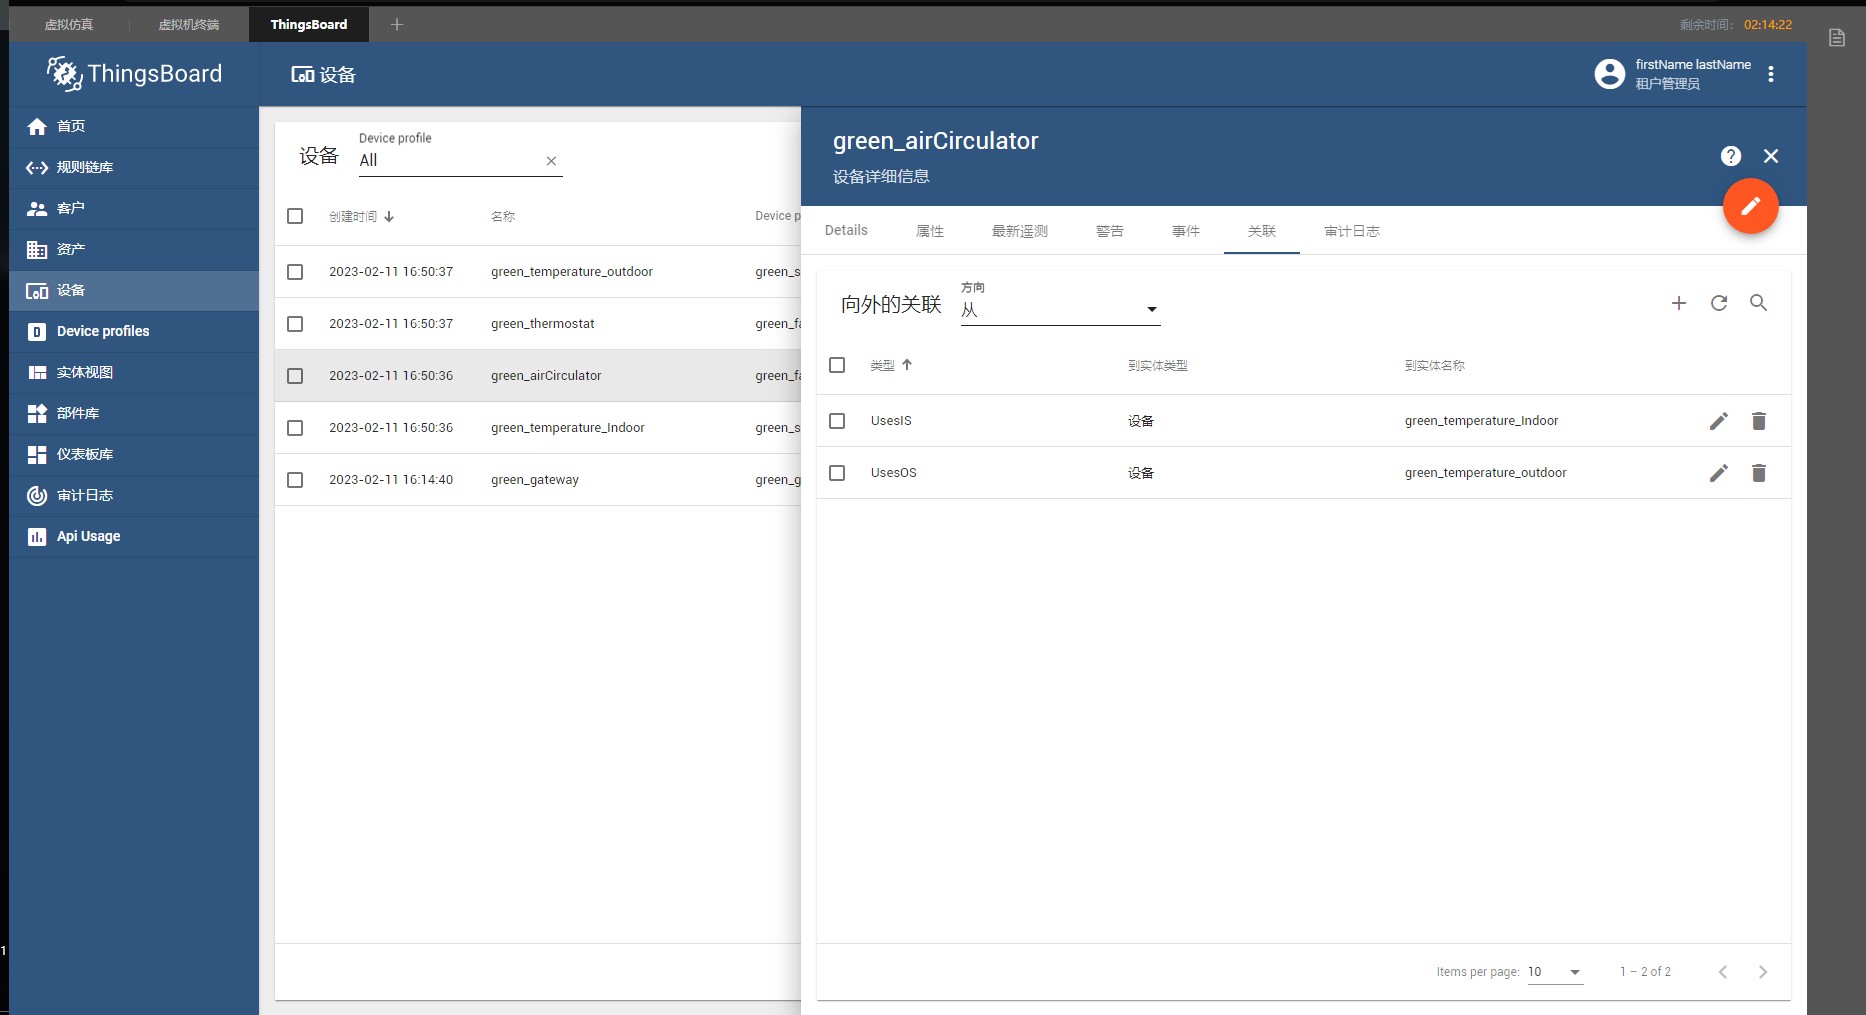 虚拟仿真 虚拟机终端 ThingsBoard 剩余时间: 02:14:22
ThingsBoard
设备
firstName lastName
租户管理员
首页
规则链库
客户
资产
设备
Device profiles
实体视图
部件库
仪表板库
审计日志
Api Usage
设备
Device profile
All
创建时间 名称 Device p
2023-02-11 16:50:37 green_temperature_outdoor green_s
2023-02-11 16:50:37 green_thermostat green_fa
2023-02-11 16:50:36 green_airCirculator green_fa
2023-02-11 16:50:36 green_temperature_Indoor green_s
2023-02-11 16:14:40 green_gateway green_g
green_airCirculator
设备详细信息
Details 属性 最新遥测 警告 事件 关联 审计日志
向外的关联
方向
从
类型 到实体类型 到实体名称
UsesIS 设备 green_temperature_Indoor
UsesOS 设备 green_temperature_outdoor
Items per page: 10 1 – 2 of 2
1